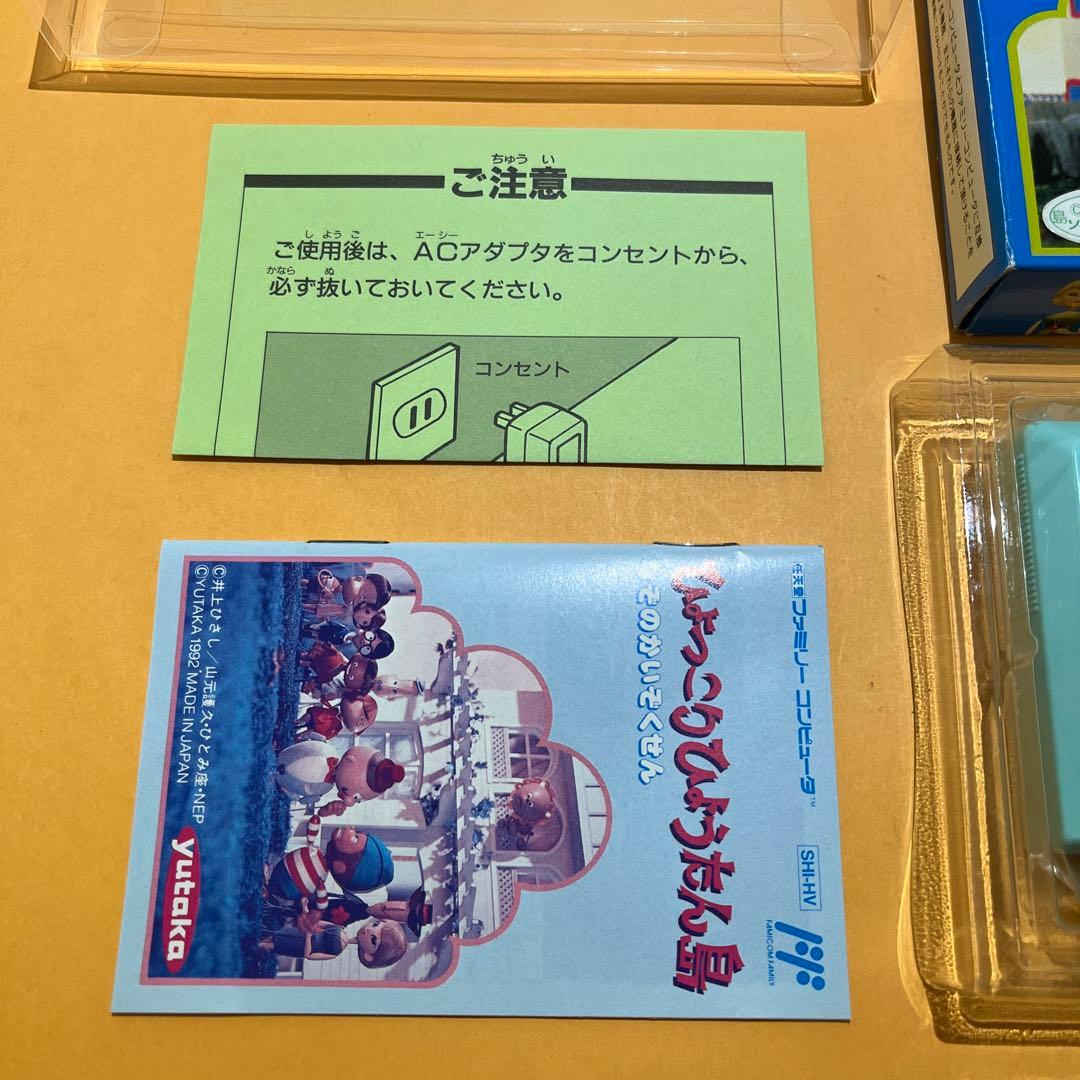 ご注意
ちゅうい
ご使用後は、ACアダプタをコンセントから、
しようご
エーシー
必ず抜いておいてください。
かなら
ぬ
コンセント
任天堂ファミリーコンピュータ™
SHI-HV
FAMICOM FAMILY
ひょっこりひょうたん島
そのかいぞくせん
©井上ひさし/山元護久・ひとみ座・NEP
©YUTAKA 1992 MADE IN JAPAN
yutaka